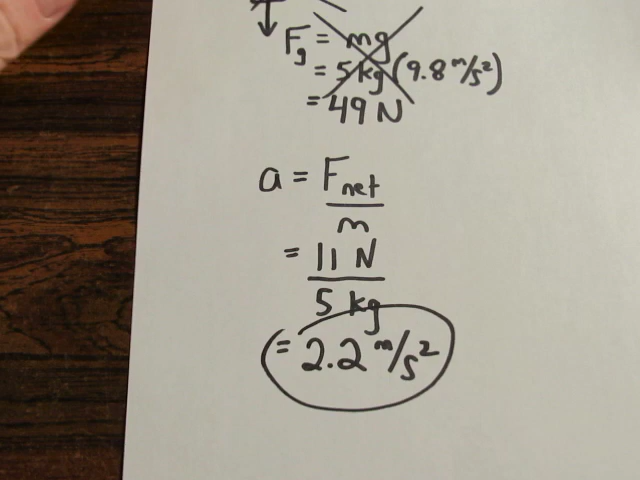 Fg = mg
= 5 kg (9.8 m/s²)
= 49 N
a = Fnet
m
= 11 N
5 kg
= 2.2 m/s²